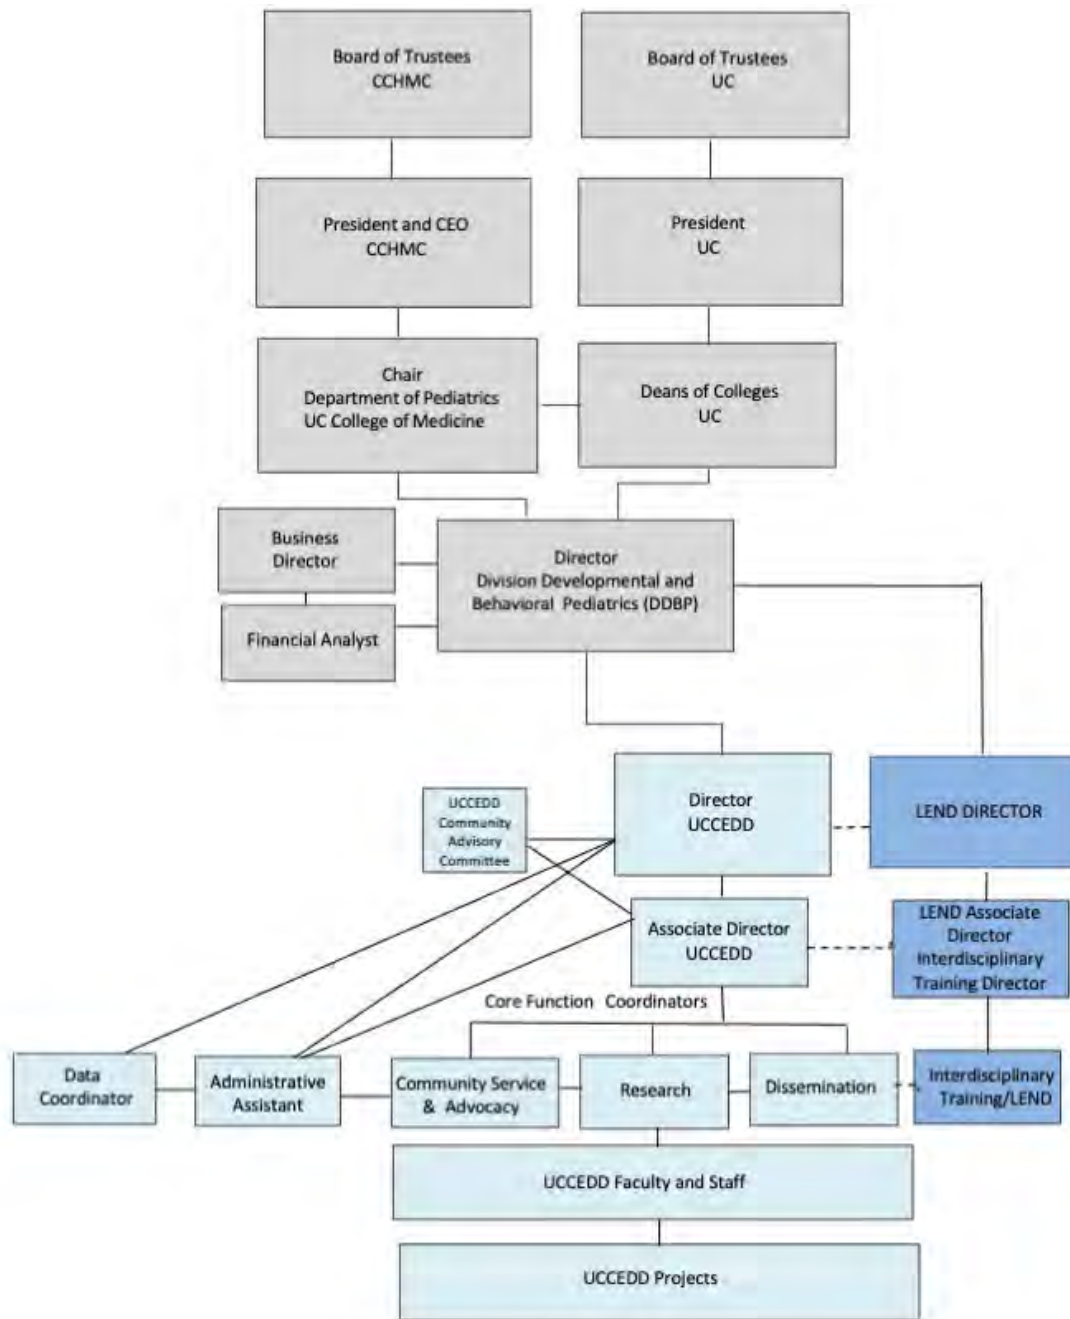 Board of Trustees
CCHMC
Board of Trustees
UC
President and CEO
CCHMC
President
UC
Chair
Department of Pediatrics
UC College of Medicine
Deans of Colleges
UC
Business
Director
Director
Division Developmental and
Behavioral Pediatrics (DDBP)
Financial Analyst
UCCEDD
Community
Advisory
Committee
Director
UCCEDD
LEND DIRECTOR
Associate Director
UCCEDD
LEND Associate
Director
Interdisciplinary
Training Director
Core Function Coordinators
Data
Coordinator
Administrative
Assistant
Community Service
& Advocacy
Research
Dissemination
Interdisciplinary
Training/LEND
UCCEDD Faculty and Staff
UCCEDD Projects